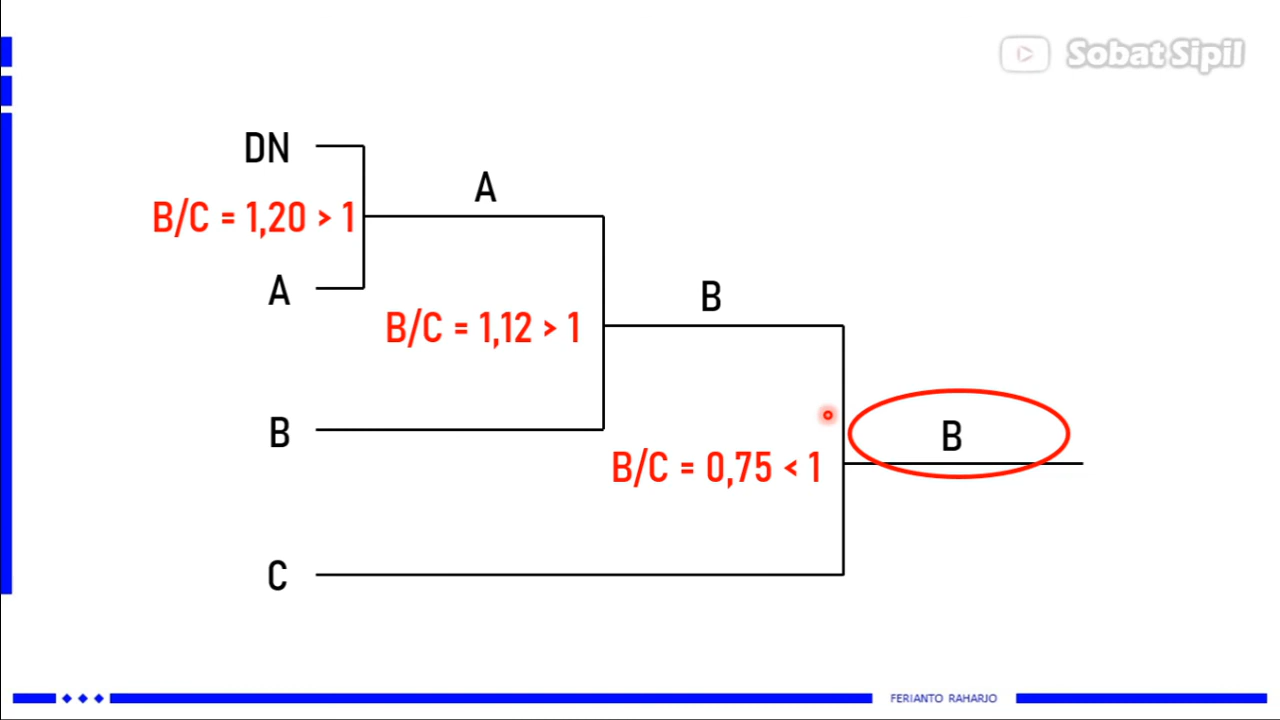 Sobat Sipil
DN
A
B/C = 1,20 > 1
A
B
B/C = 1,12 > 1
B
B
B/C = 0,75 < 1
C
FERIANTO RAHARJO